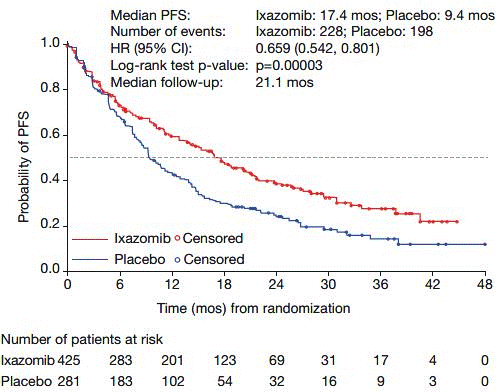 Median PFS: Ixazomib: 17.4 mos; Placebo: 9.4 mos
Number of events: Ixazomib: 228; Placebo: 198
HR (95% CI): 0.659 (0.542, 0.801)
Log-rank test p-value: p=0.00003
Median follow-up: 21.1 mos
1.0
0.8
0.6
0.4
0.2
0.0
Probability of PFS
Ixazomib Censored
Placebo Censored
0 6 12 18 24 30 36 42 48
Time (mos) from randomization
Number of patients at risk
Ixazomib 425 283 201 123 69 31 17 4 0
Placebo 281 183 102 54 32 16 9 3 0